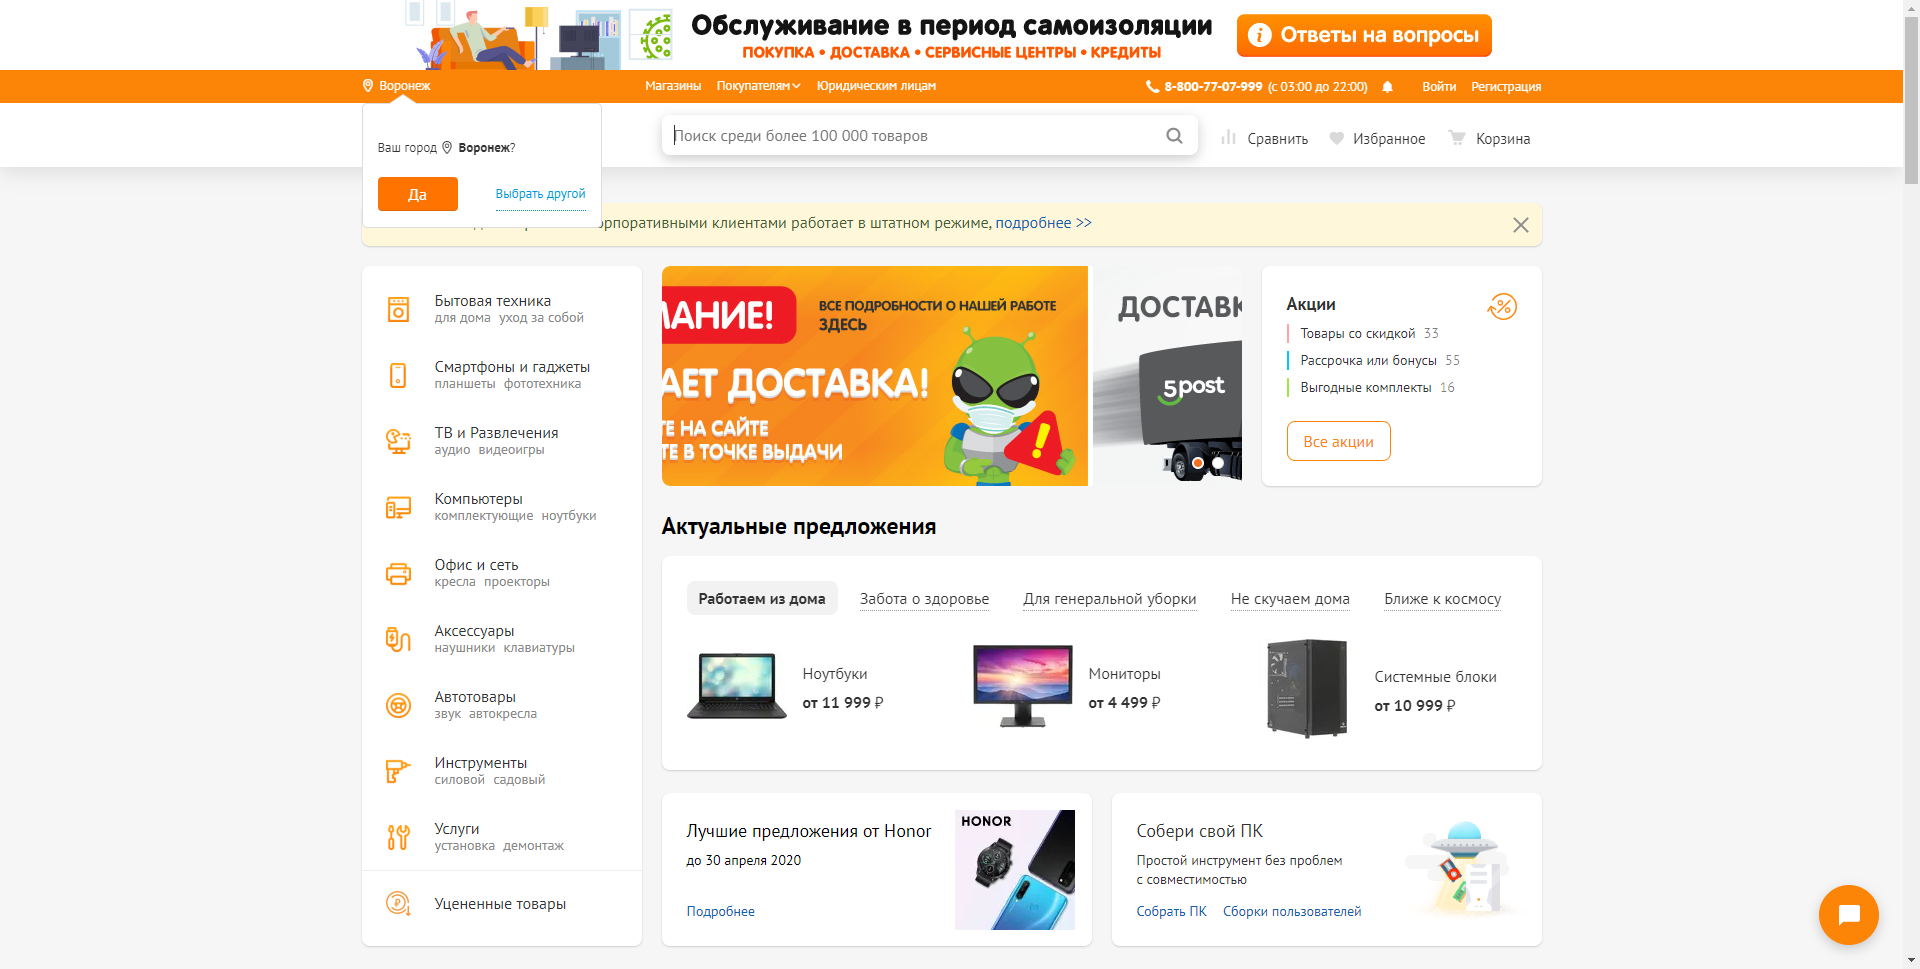 Обслуживание в период самоизоляции
ПОКУПКА • ДОСТАВКА • СЕРВИСНЫЕ ЦЕНТРЫ • КРЕДИТЫ
Ответы на вопросы
Воронеж
Магазины
Покупателям
Юридическим лицам
8-800-77-07-999 (с 03:00 до 22:00)
Войти
Регистрация
Ваш город Воронеж?
Да
Выбрать другой
Поиск среди более 100 000 товаров
Сравнить
Избранное
Корзина
орпоративными клиентами работает в штатном режиме, подробнее >>
Бытовая техника
для дома уход за собой
Смартфоны и гаджеты
планшеты фототехника
ТВ и Развлечения
аудио видеоигры
Компьютеры
комплектующие ноутбуки
Офис и сеть
кресла проекторы
Аксессуары
наушники клавиатуры
Автотовары
звук автокресла
Инструменты
силовой садовый
Услуги
установка демонтаж
Уцененные товары
МАНИЕ!
ВСЕ ПОДРОБНОСТИ О НАШЕЙ РАБОТЕ
ЗДЕСЬ
АЕТ ДОСТАВКА!
ТЕ НА САЙТЕ
ТЕ В ТОЧКЕ ВЫДАЧИ
ДОСТАВК
5post
Акции
Товары со скидкой 33
Рассрочка или бонусы 55
Выгодные комплекты 16
Все акции
Актуальные предложения
Работаем из дома
Забота о здоровье
Для генеральной уборки
Не скучаем дома
Ближе к космосу
Ноутбуки
от 11 999 ₽
Мониторы
от 4 499 ₽
Системные блоки
от 10 999 ₽
Лучшие предложения от Honor
до 30 апреля 2020
Подробнее
HONOR
Собери свой ПК
Простой инструмент без проблем
с совместимостью
Собрать ПК
Сборки пользователей